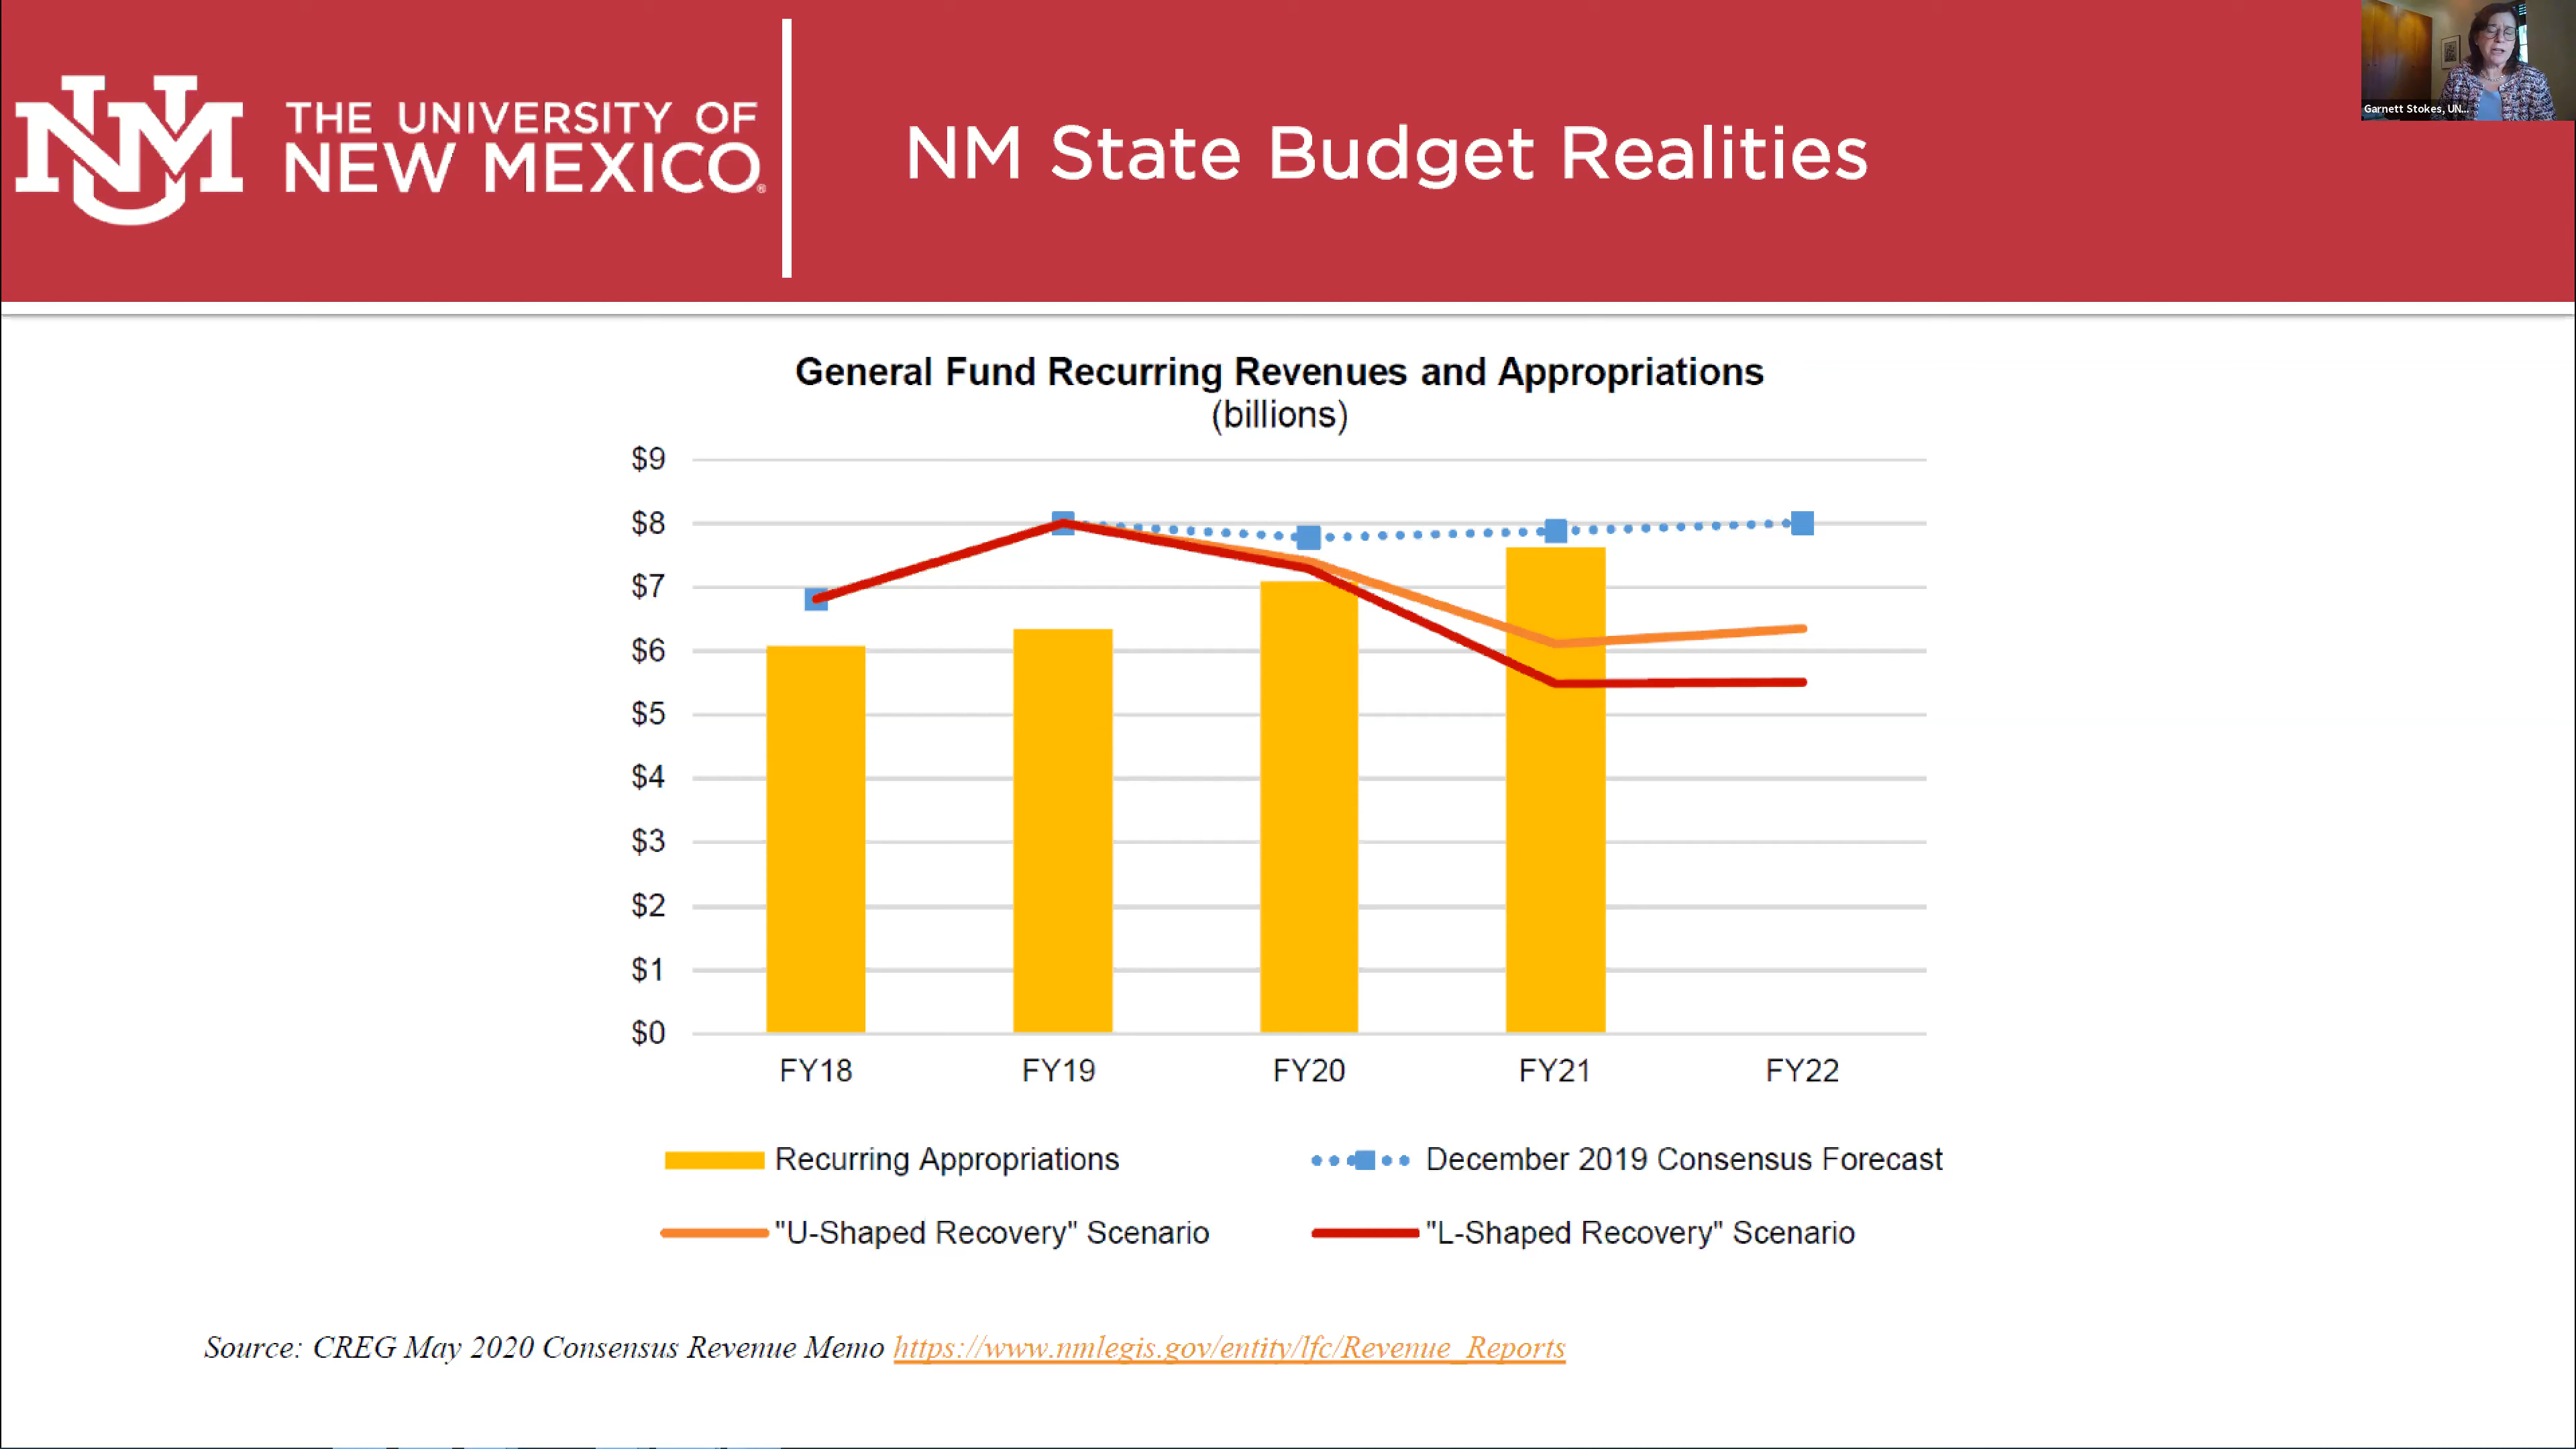 THE UNIVERSITY OF
NEW MEXICO®
NM State Budget Realities
Garnett Stokes, UN...
General Fund Recurring Revenues and Appropriations
(billions)
$9
$8
$7
$6
$5
$4
$3
$2
$1
$0
FY18 FY19 FY20 FY21 FY22
Recurring Appropriations December 2019 Consensus Forecast
"U-Shaped Recovery" Scenario "L-Shaped Recovery" Scenario
Source: CREG May 2020 Consensus Revenue Memo https://www.nmlegis.gov/entity/lfc/Revenue_Reports